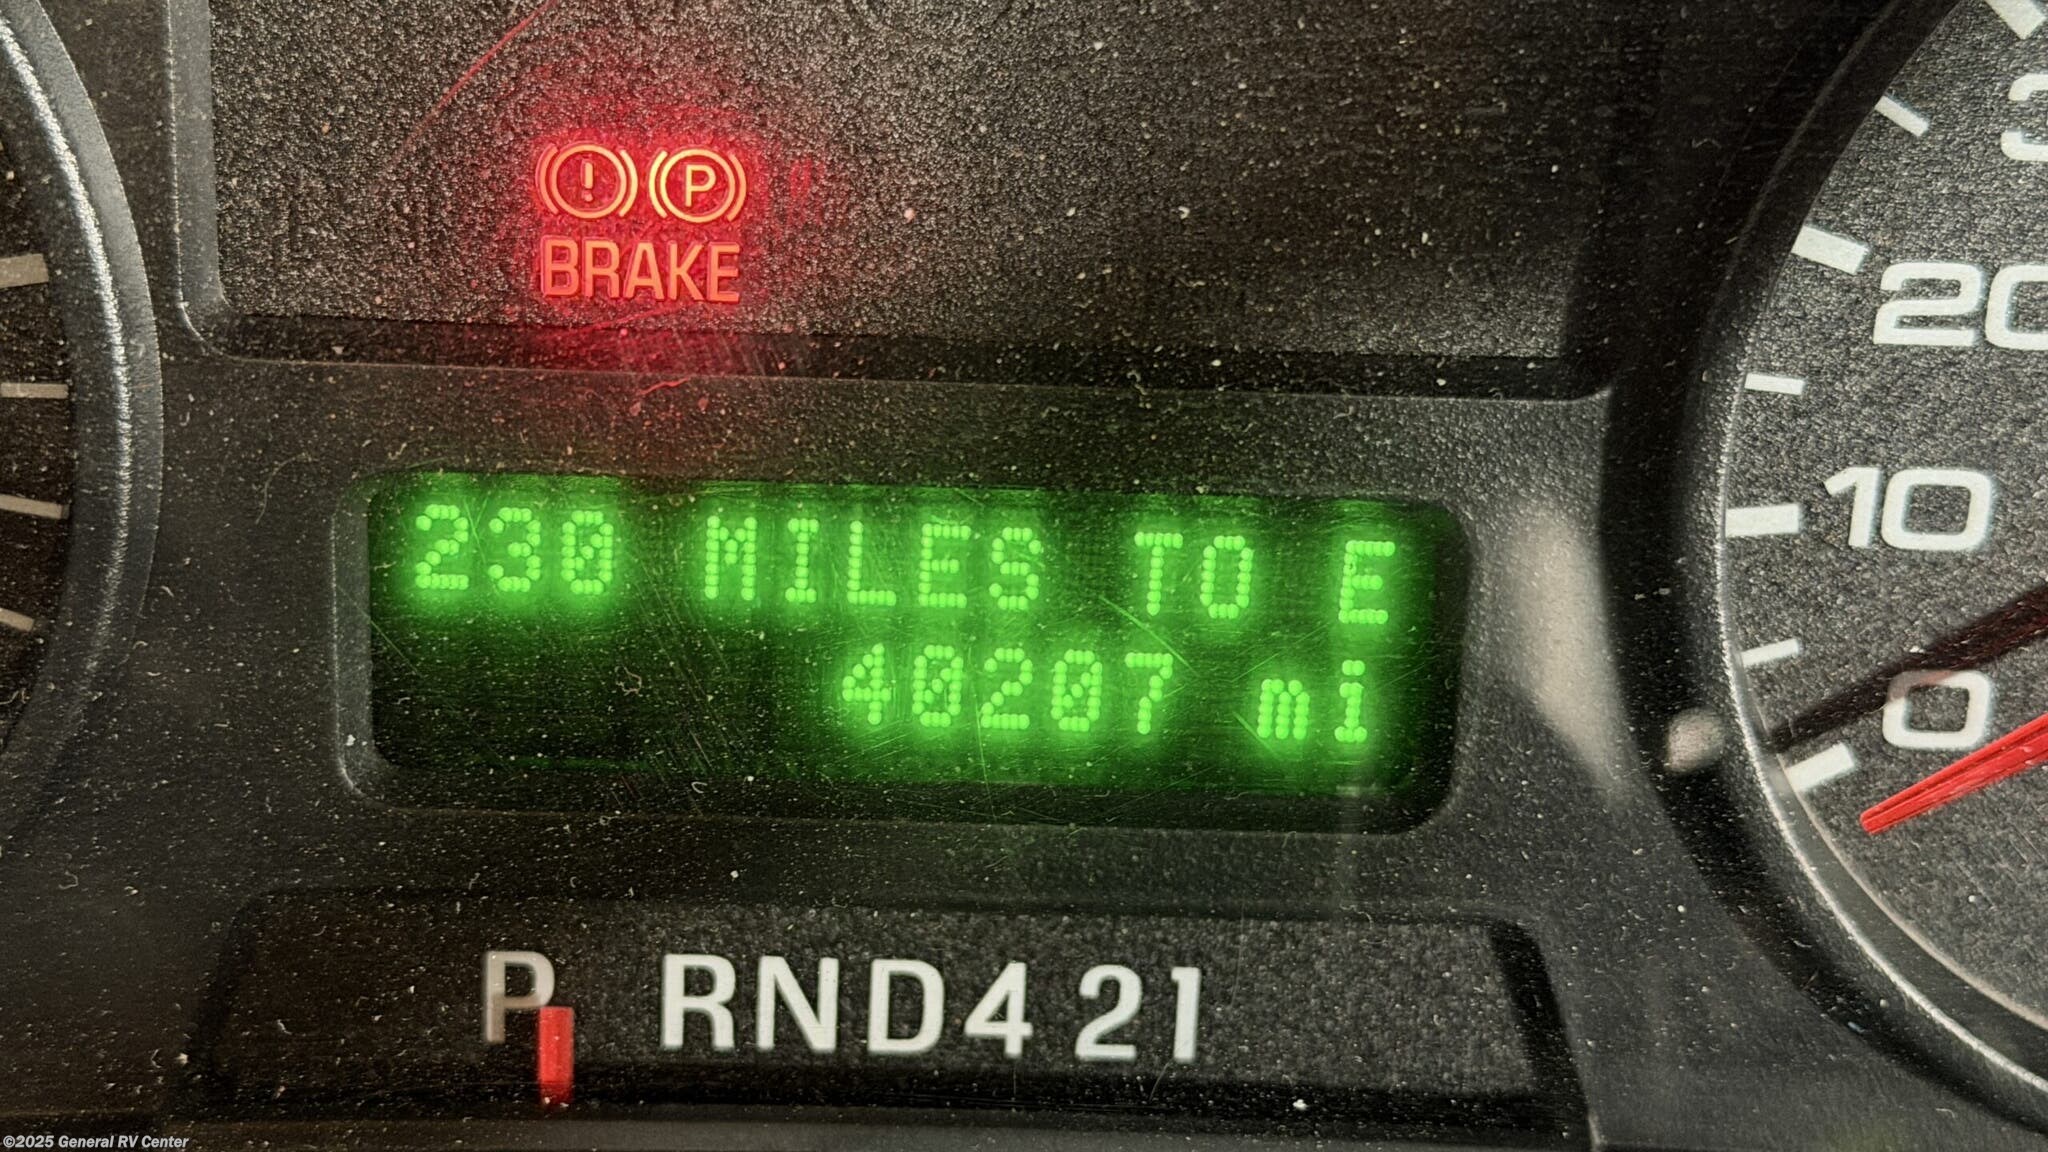 ! P
BRAKE
230 MILES TO E
40207 mi
P RND421
20
10
0
©2025 General RV Center